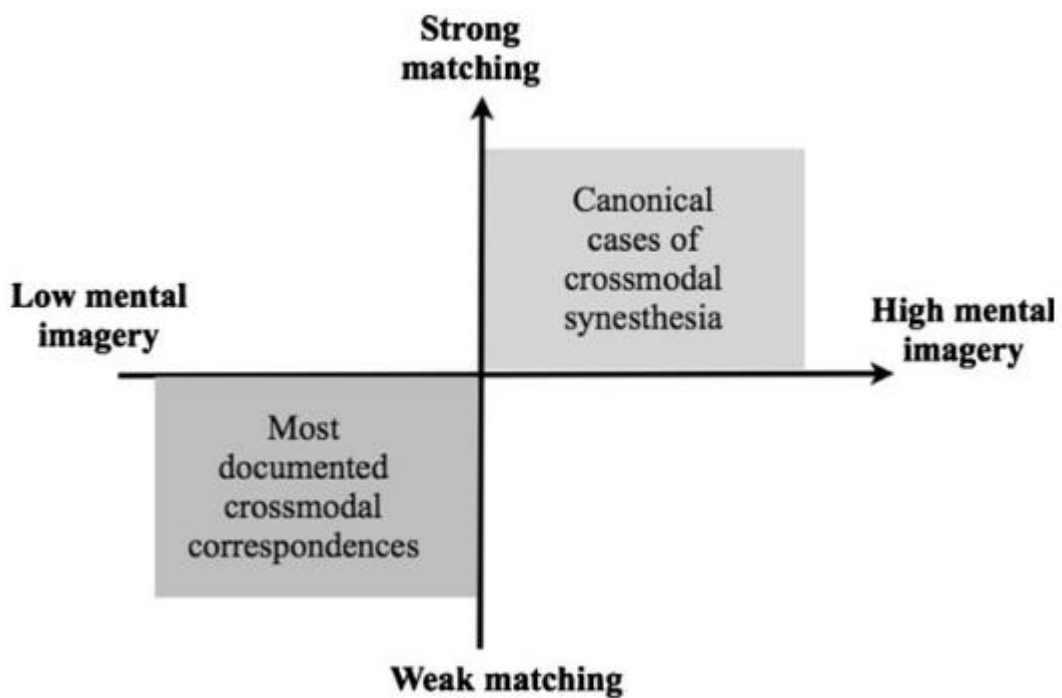 Strong
matching
Canonical
cases of
crossmodal
synesthesia
Low mental
imagery
High mental
imagery
Most
documented
crossmodal
correspondences
Weak matching